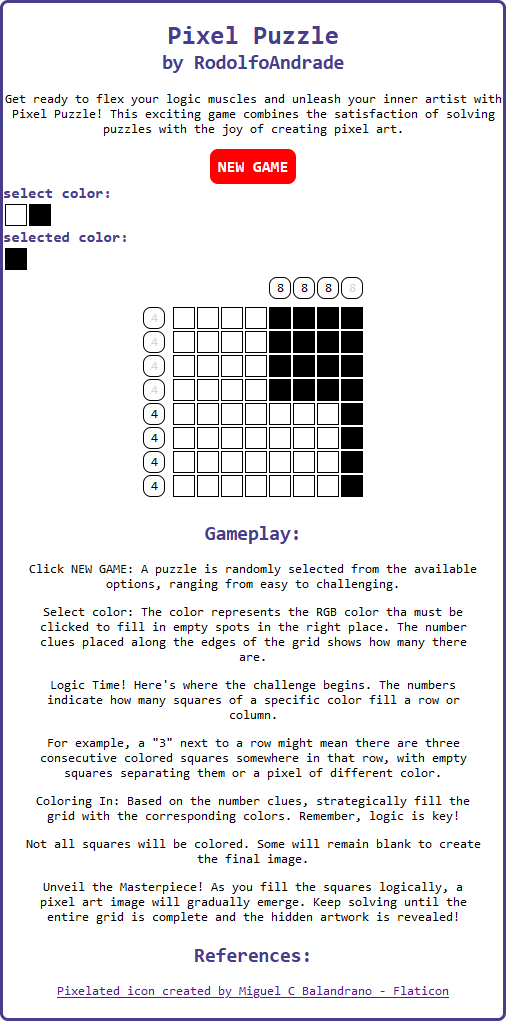 Pixel Puzzle
by RodolfoAndrade
Get ready to flex your logic muscles and unleash your inner artist with
Pixel Puzzle! This exciting game combines the satisfaction of solving
puzzles with the joy of creating pixel art.
NEW GAME
select color:
selected color:
8 8 8 8
4
4
4
4
4
4
4
4
Gameplay:
Click NEW GAME: A puzzle is randomly selected from the available
options, ranging from easy to challenging.
Select color: The color represents the RGB color tha must be
clicked to fill in empty spots in the right place. The number
clues placed along the edges of the grid shows how many there
are.
Logic Time! Here's where the challenge begins. The numbers
indicate how many squares of a specific color fill a row or
column.
For example, a "3" next to a row might mean there are three
consecutive colored squares somewhere in that row, with empty
squares separating them or a pixel of different color.
Coloring In: Based on the number clues, strategically fill the
grid with the corresponding colors. Remember, logic is key!
Not all squares will be colored. Some will remain blank to create
the final image.
Unveil the Masterpiece! As you fill the squares logically, a
pixel art image will gradually emerge. Keep solving until the
entire grid is complete and the hidden artwork is revealed!
References:
Pixelated icon created by Miguel C Balandrano - Flaticon